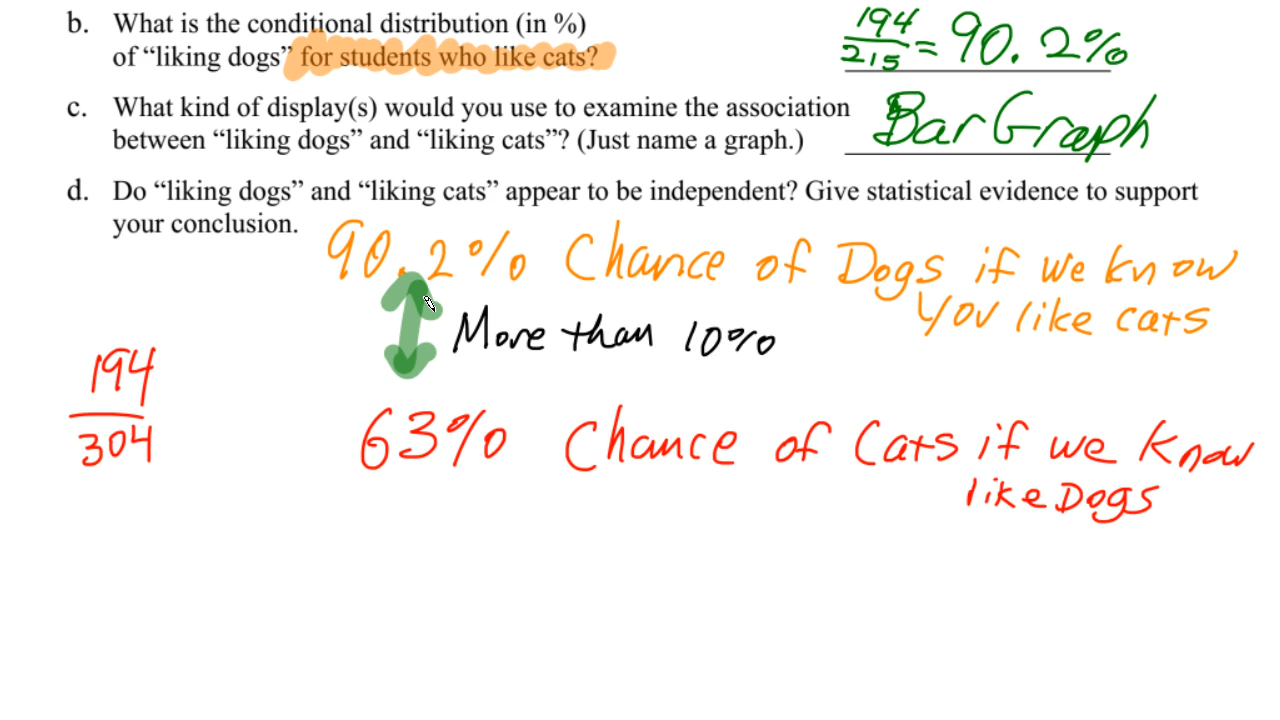 b. What is the conditional distribution (in %)
of “liking dogs” for students who like cats?
194
215
= 90.2%
c. What kind of display(s) would you use to examine the association
between “liking dogs” and “liking cats”? (Just name a graph.)
Bar Graph
d. Do “liking dogs” and “liking cats” appear to be independent? Give statistical evidence to support
your conclusion.
90.2% Chance of Dogs if we know
You like cats
More than 10%
194
304
63% Chance of Cats if we know
like Dogs